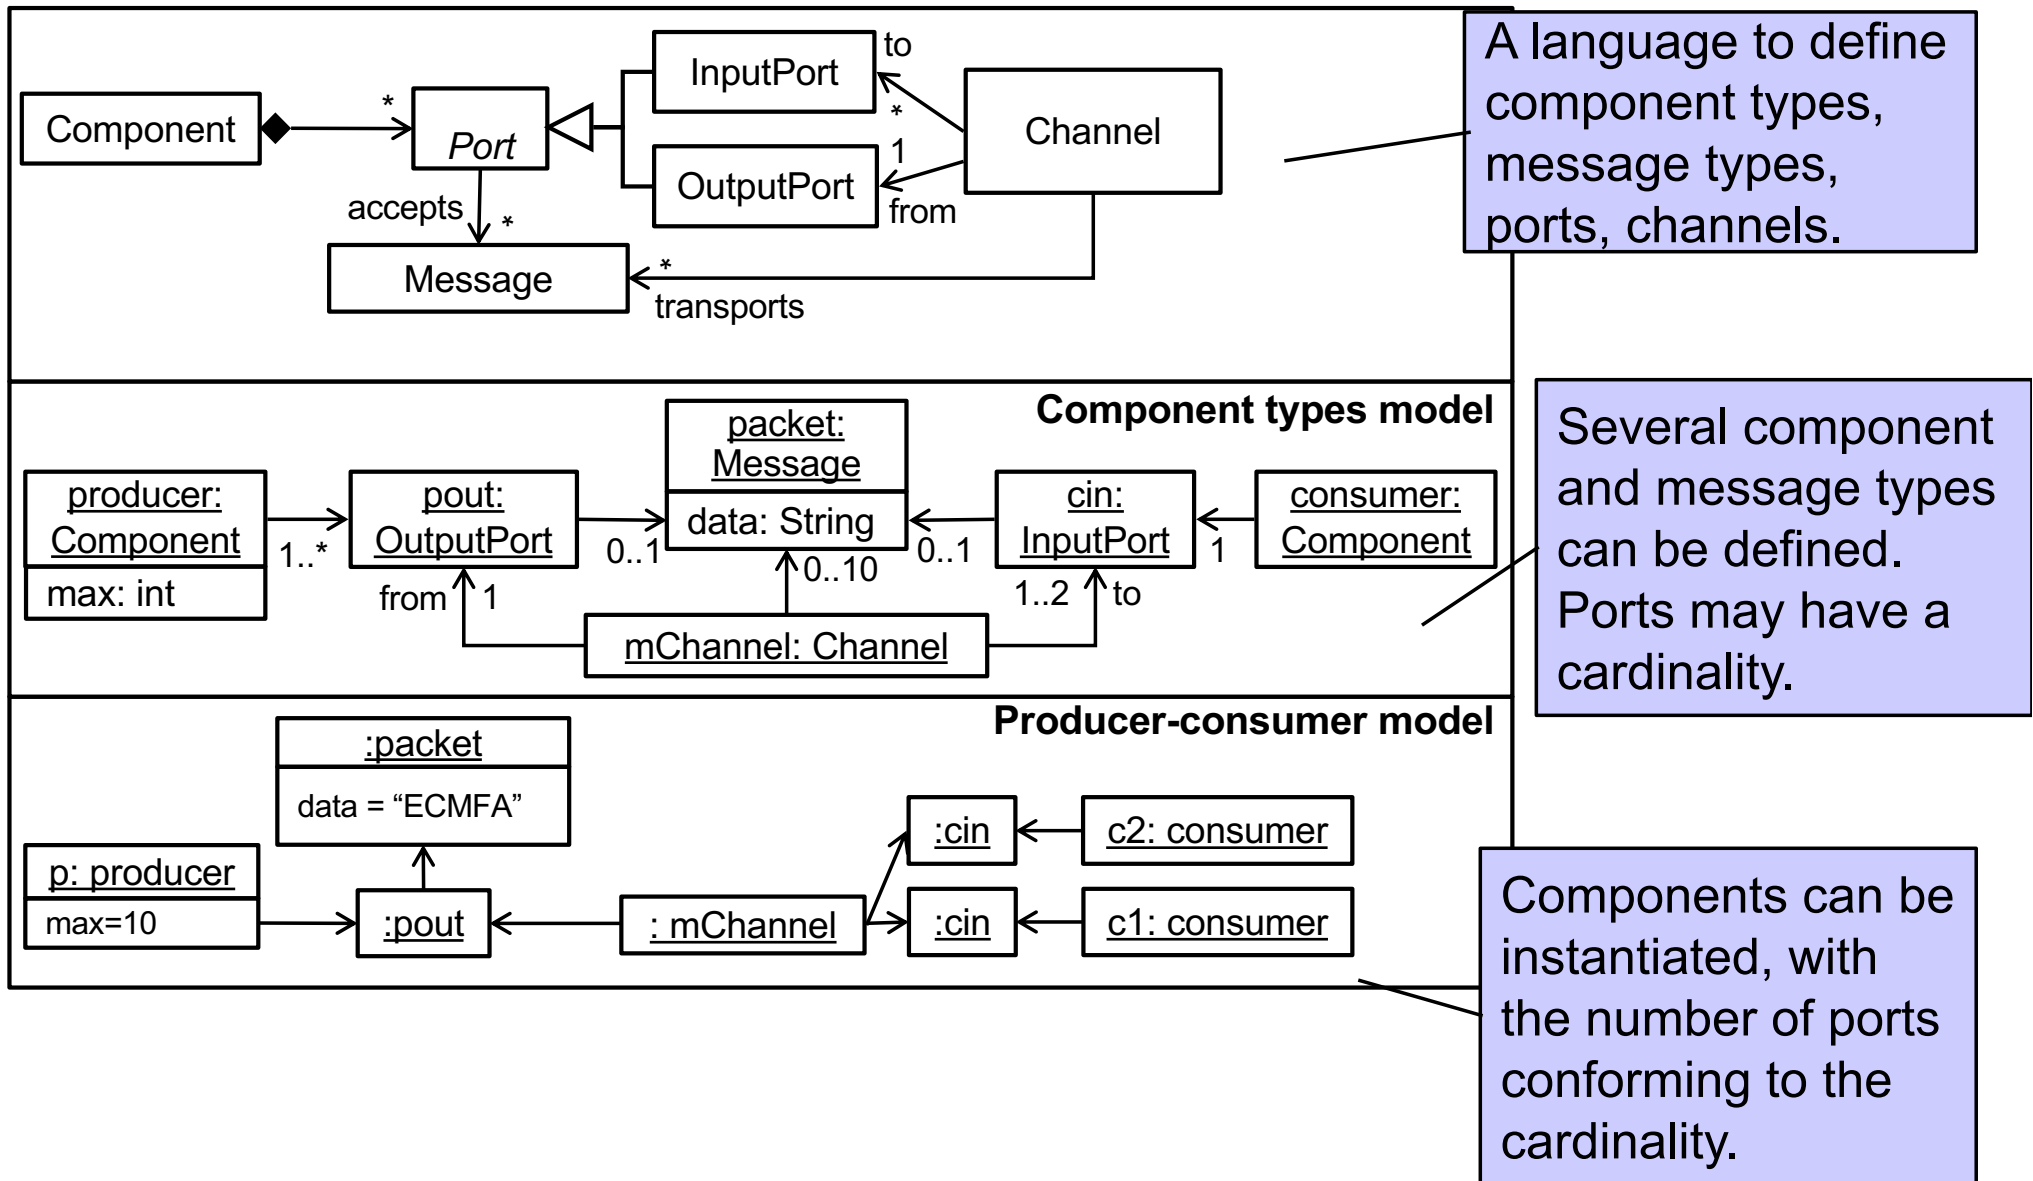 InputPort
to
Component
*
Port
*
Channel
1
OutputPort
from
accepts
*
Message
*
transports
A language to define
component types,
message types,
ports, channels.
Component types model
packet:
Message
data: String
producer:
Component
max: int
1..*
pout:
OutputPort
0..1
0..10
0..1
cin:
InputPort
1
consumer:
Component
from
1
1..2
to
mChannel: Channel
Several component
and message types
can be defined.
Ports may have a
cardinality.
Producer-consumer model
:packet
data = “ECMFA”
p: producer
max=10
:pout
: mChannel
:cin
c2: consumer
:cin
c1: consumer
Components can be
instantiated, with
the number of ports
conforming to the
cardinality.